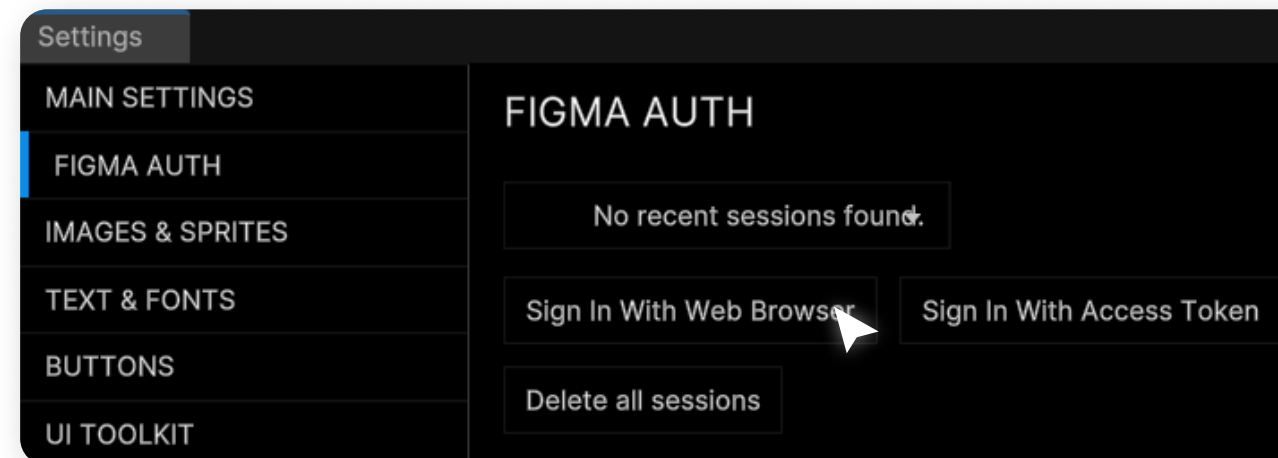 Settings
MAIN SETTINGS
FIGMA AUTH
IMAGES & SPRITES
TEXT & FONTS
BUTTONS
UI TOOLKIT
FIGMA AUTH
No recent sessions found.
Sign In With Web Browser
Sign In With Access Token
Delete all sessions